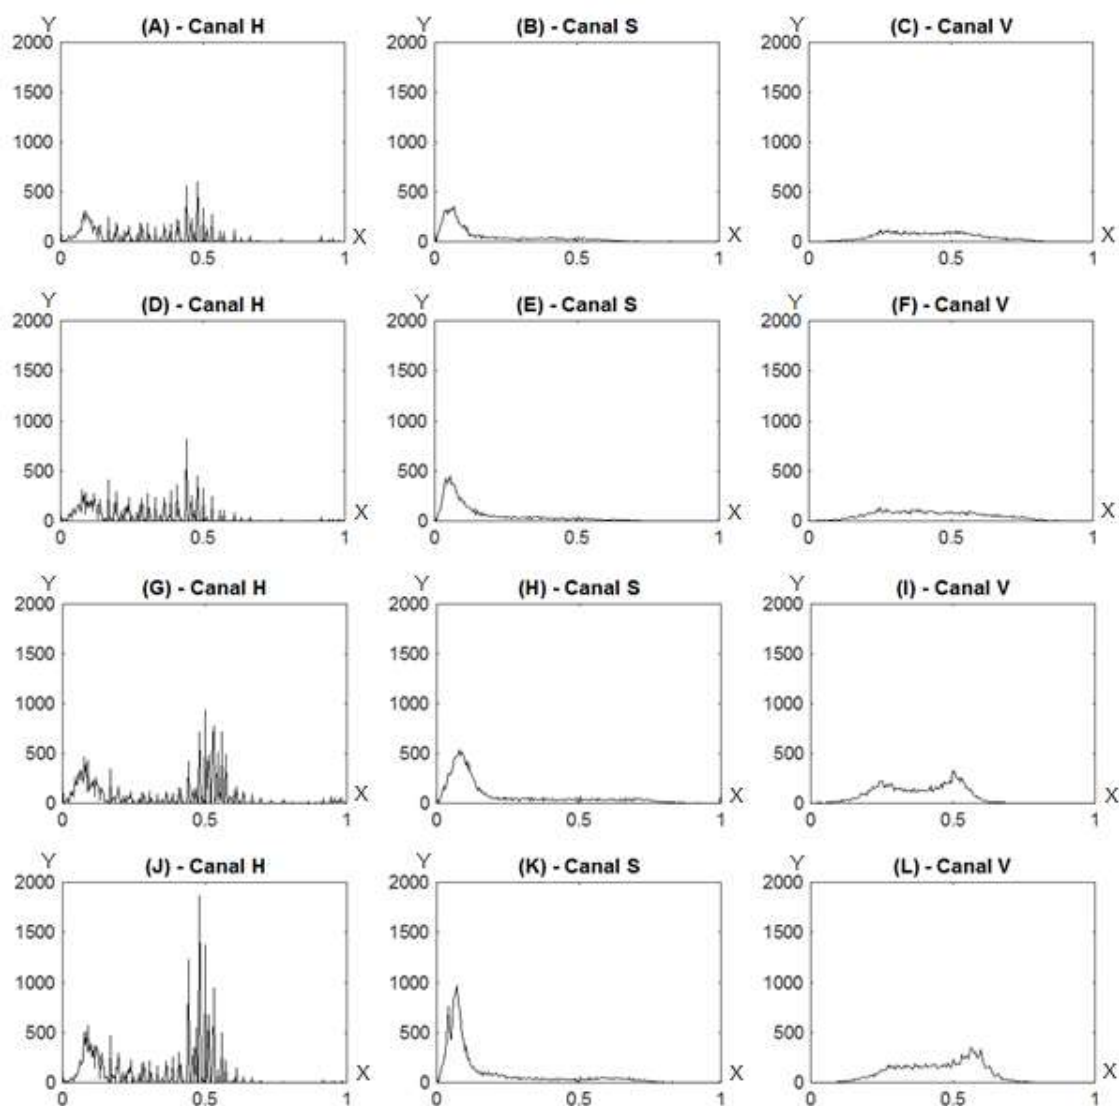 Y (A) - Canal H Y (B) - Canal S Y (C) - Canal V
2000 2000 2000
1500 1500 1500
1000 1000 1000
500 500 500
0 X 0 X 0 X
0 0.5 1 0 0.5 1 0 0.5 1
Y (D) - Canal H Y (E) - Canal S Y (F) - Canal V
2000 2000 2000
1500 1500 1500
1000 1000 1000
500 500 500
0 X 0 X 0 X
0 0.5 1 0 0.5 1 0 0.5 1
Y (G) - Canal H Y (H) - Canal S Y (I) - Canal V
2000 2000 2000
1500 1500 1500
1000 1000 1000
500 500 500
0 X 0 X 0 X
0 0.5 1 0 0.5 1 0 0.5 1
Y (J) - Canal H Y (K) - Canal S Y (L) - Canal V
2000 2000 2000
1500 1500 1500
1000 1000 1000
500 500 500
0 X 0 X 0 X
0 0.5 1 0 0.5 1 0 0.5 1